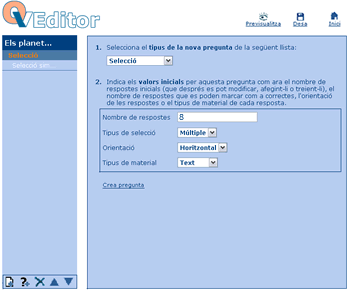 QVEditor
Previsualitza Desa Inici
Els planet...
Selecció
Selecció sim...
1. Selecciona el tipus de la nova pregunta de la següent llista:
Selecció
2. Indica els valors inicials per aquesta pregunta com ara el nombre de
respostes inicials (que després es pot modificar, afegint-li o treient-li), el
nombre de respostes que es poden marcar com a correctes, l'orientació
de les respostes o el tipus de material de cada resposta.
Nombre de respostes 8
Tipus de selecció Múltiple
Orientació Horitzontal
Tipus de material Text
Crea pregunta